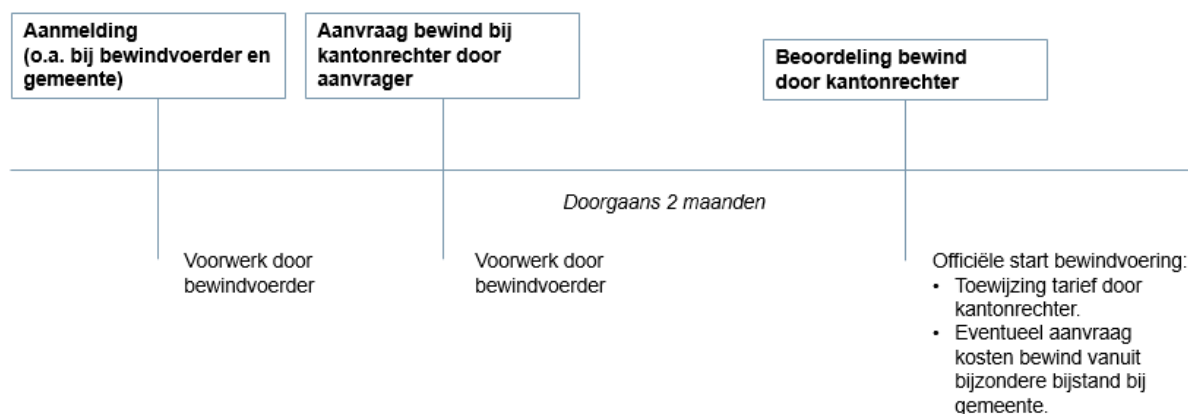 Aanmelding
(o.a. bij bewindvoerder en
gemeente)
Aanvraag bewind bij
kantonrechter door
aanvrager
Beoordeling bewind
door kantonrechter
Doorgaans 2 maanden
Voorwerk door
bewindvoerder
Voorwerk door
bewindvoerder
Officiële start bewindvoering:
• Toewijzing tarief door
kantonrechter.
• Eventueel aanvraag
kosten bewind vanuit
bijzondere bijstand bij
gemeente.